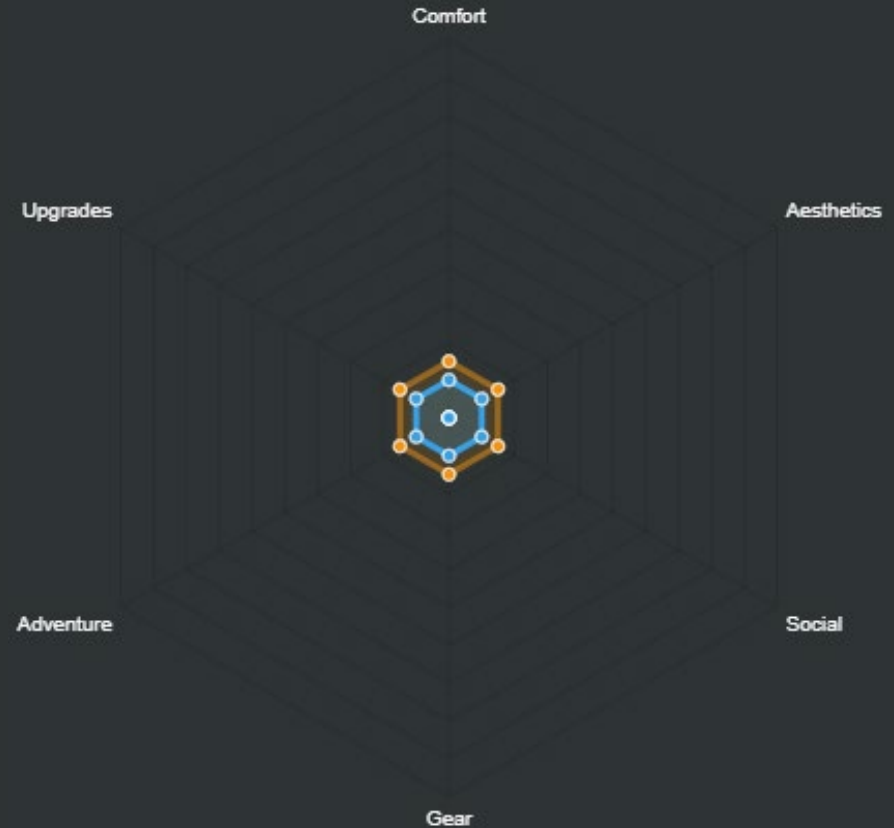 Comfort
Upgrades
Aesthetics
Adventure
Social
Gear